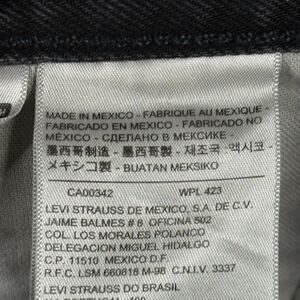 MADE IN MEXICO - FABRIQUE AU MEXIQUE -
FABRICADO EN MEXICO - FABRICADO NO
MÉXICO - СДЕЛАНО В МЕКСИКЕ -
墨西哥制造 - 墨西哥製 - 제조국 : 멕시코 -
メキシコ製 - BUATAN MEKSIKO
CA00342 WPL 423
LEVI STRAUSS DE MEXICO, S.A. DE C.V.
JAIME BALMES # 8 OFICINA 502
COL. LOS MORALES POLANCO
DELEGACION MIGUEL HIDALGO
C.P. 11510 MEXICO D.F.
R.F.C. LSM 660818 M-98 C.N.I.V. 3337
LEVI STRAUSS DO BRASIL